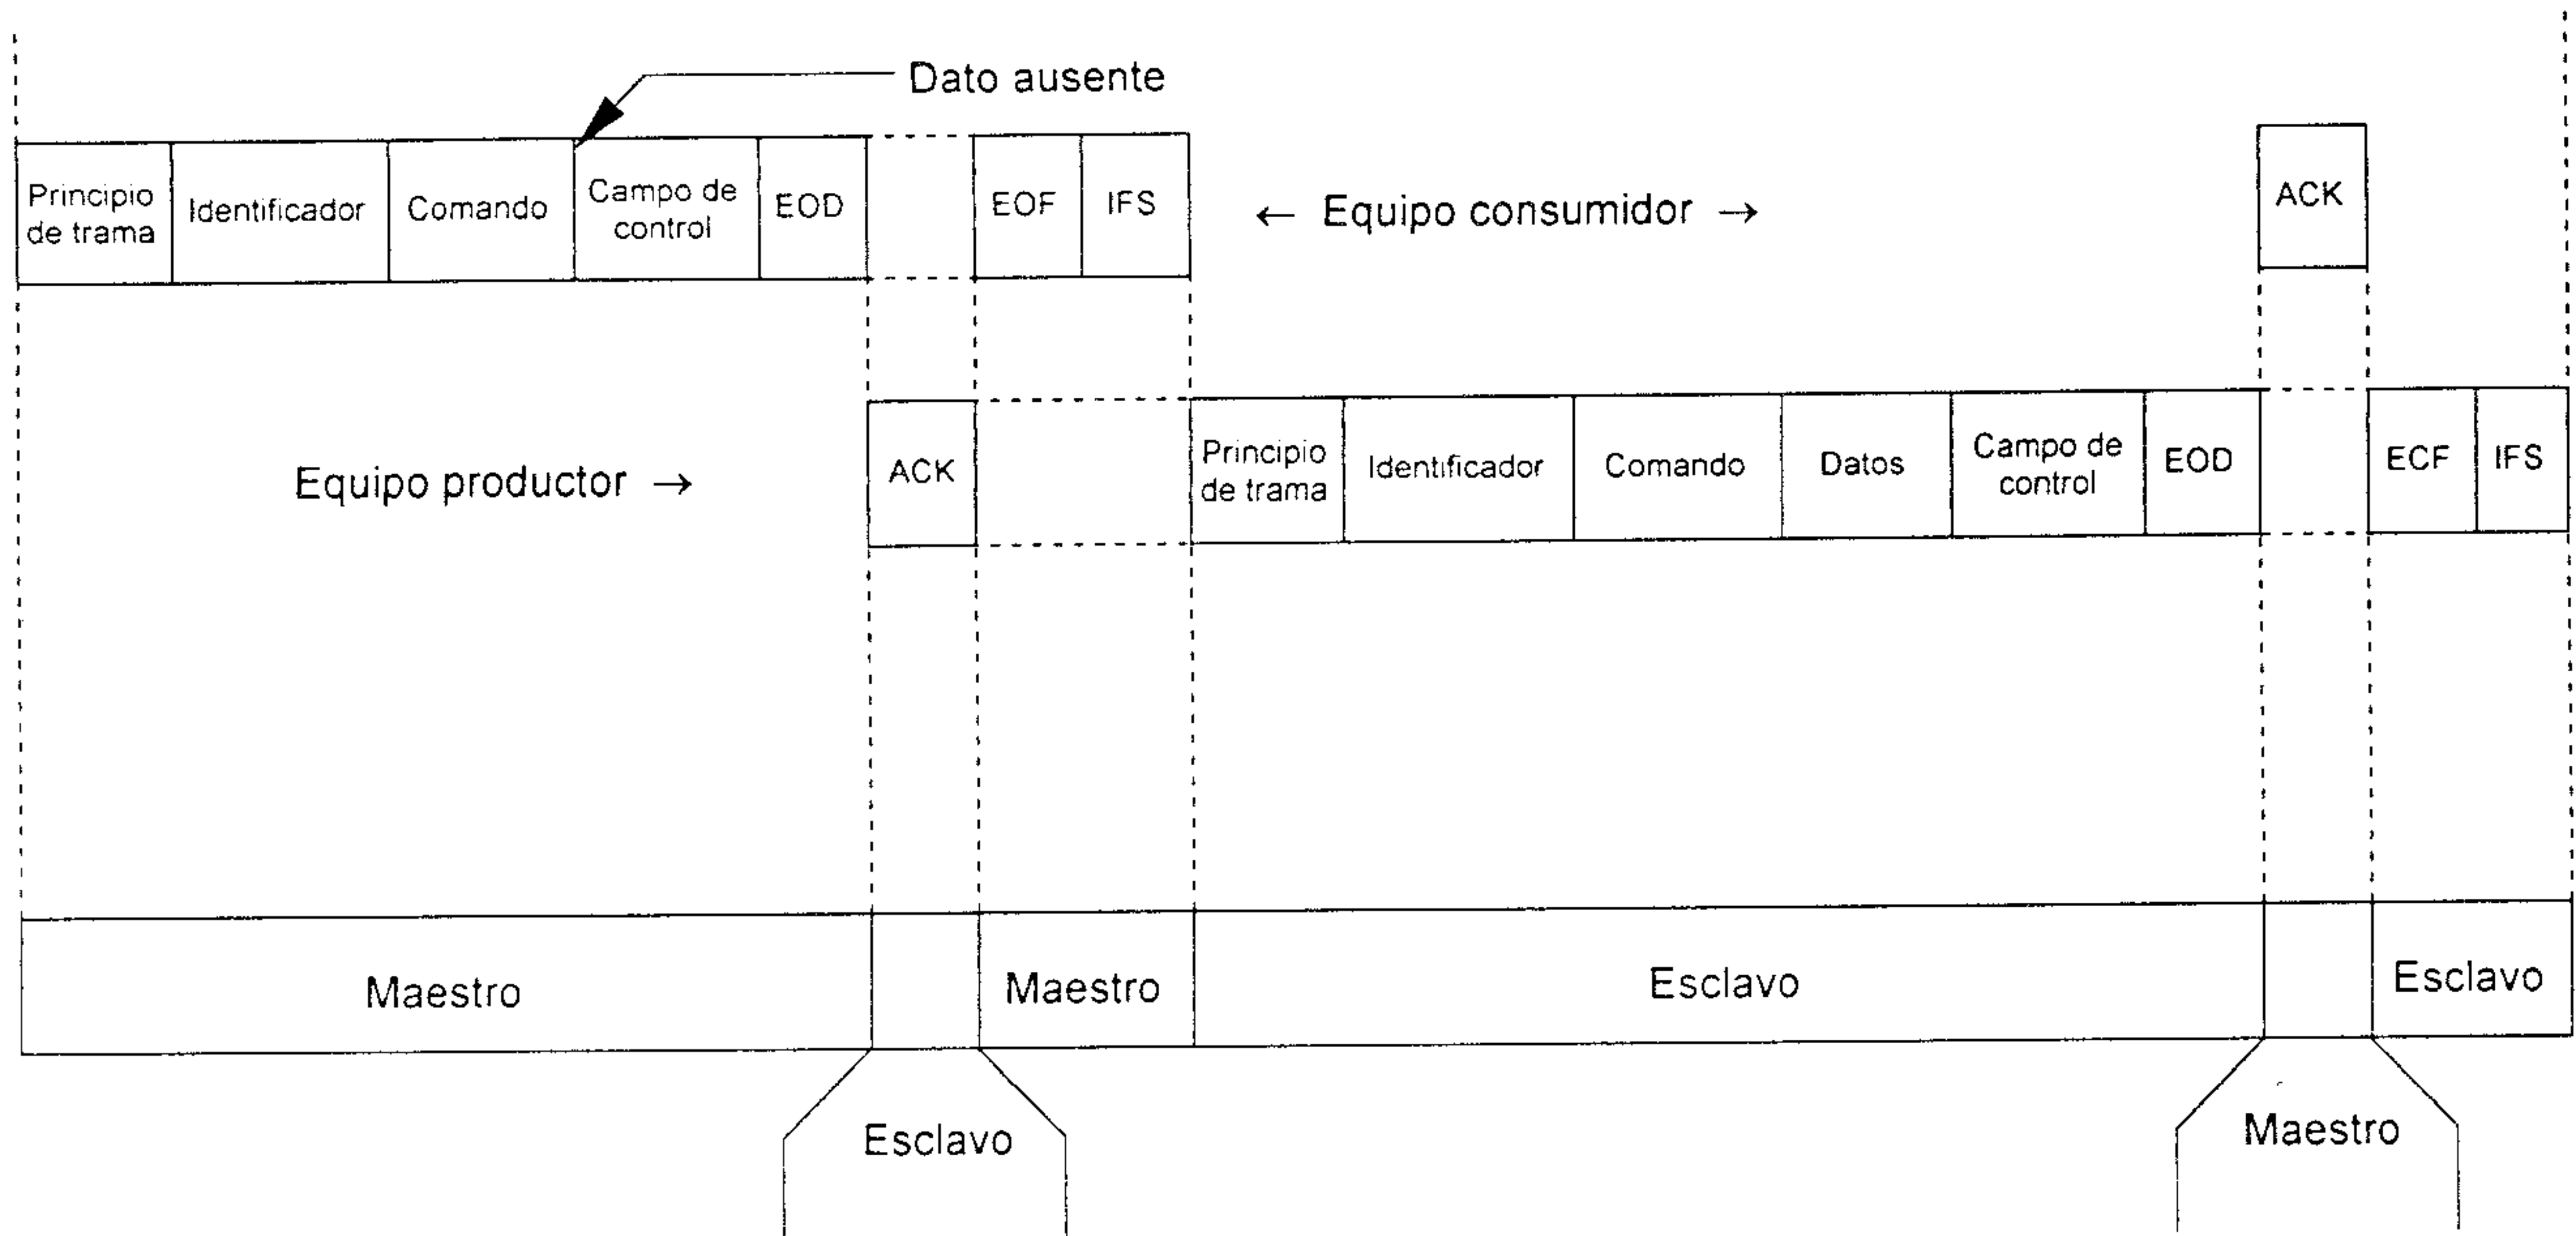 Dato ausente
Principio
de trama
Identificador
Comando
Campo de
control
EOD
EOF
IFS
← Equipo consumidor →
ACK
Equipo productor →
ACK
Principio
de trama
Identificador
Comando
Datos
Campo de
control
EOD
ECF
IFS
Maestro
Maestro
Esclavo
Esclavo
Esclavo
Maestro